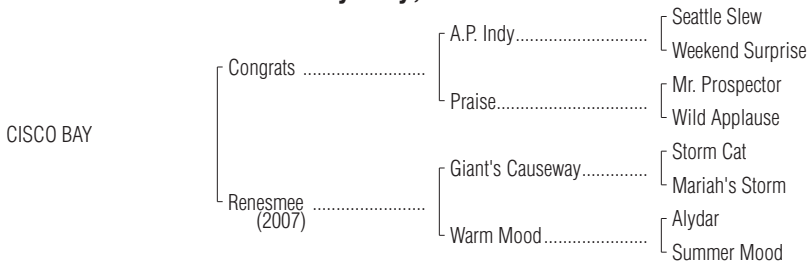 Seattle Slew
A.P. Indy............................
Weekend Surprise
Congrats ..........................
Mr. Prospector
Praise................................
Wild Applause
CISCO BAY
Storm Cat
Giant's Causeway..............
Mariah's Storm
Renesmee ........................
(2007)
Alydar
Warm Mood......................
Summer Mood